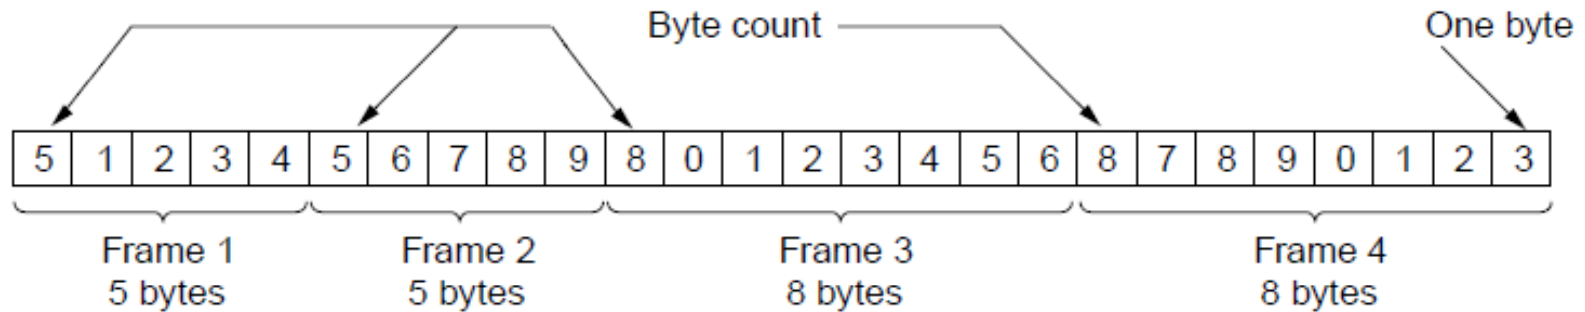 Byte count One byte
5 1 2 3 4 5 6 7 8 9 8 0 1 2 3 4 5 6 8 7 8 9 0 1 2 3
Frame 1 Frame 2 Frame 3 Frame 4
5 bytes 5 bytes 8 bytes 8 bytes